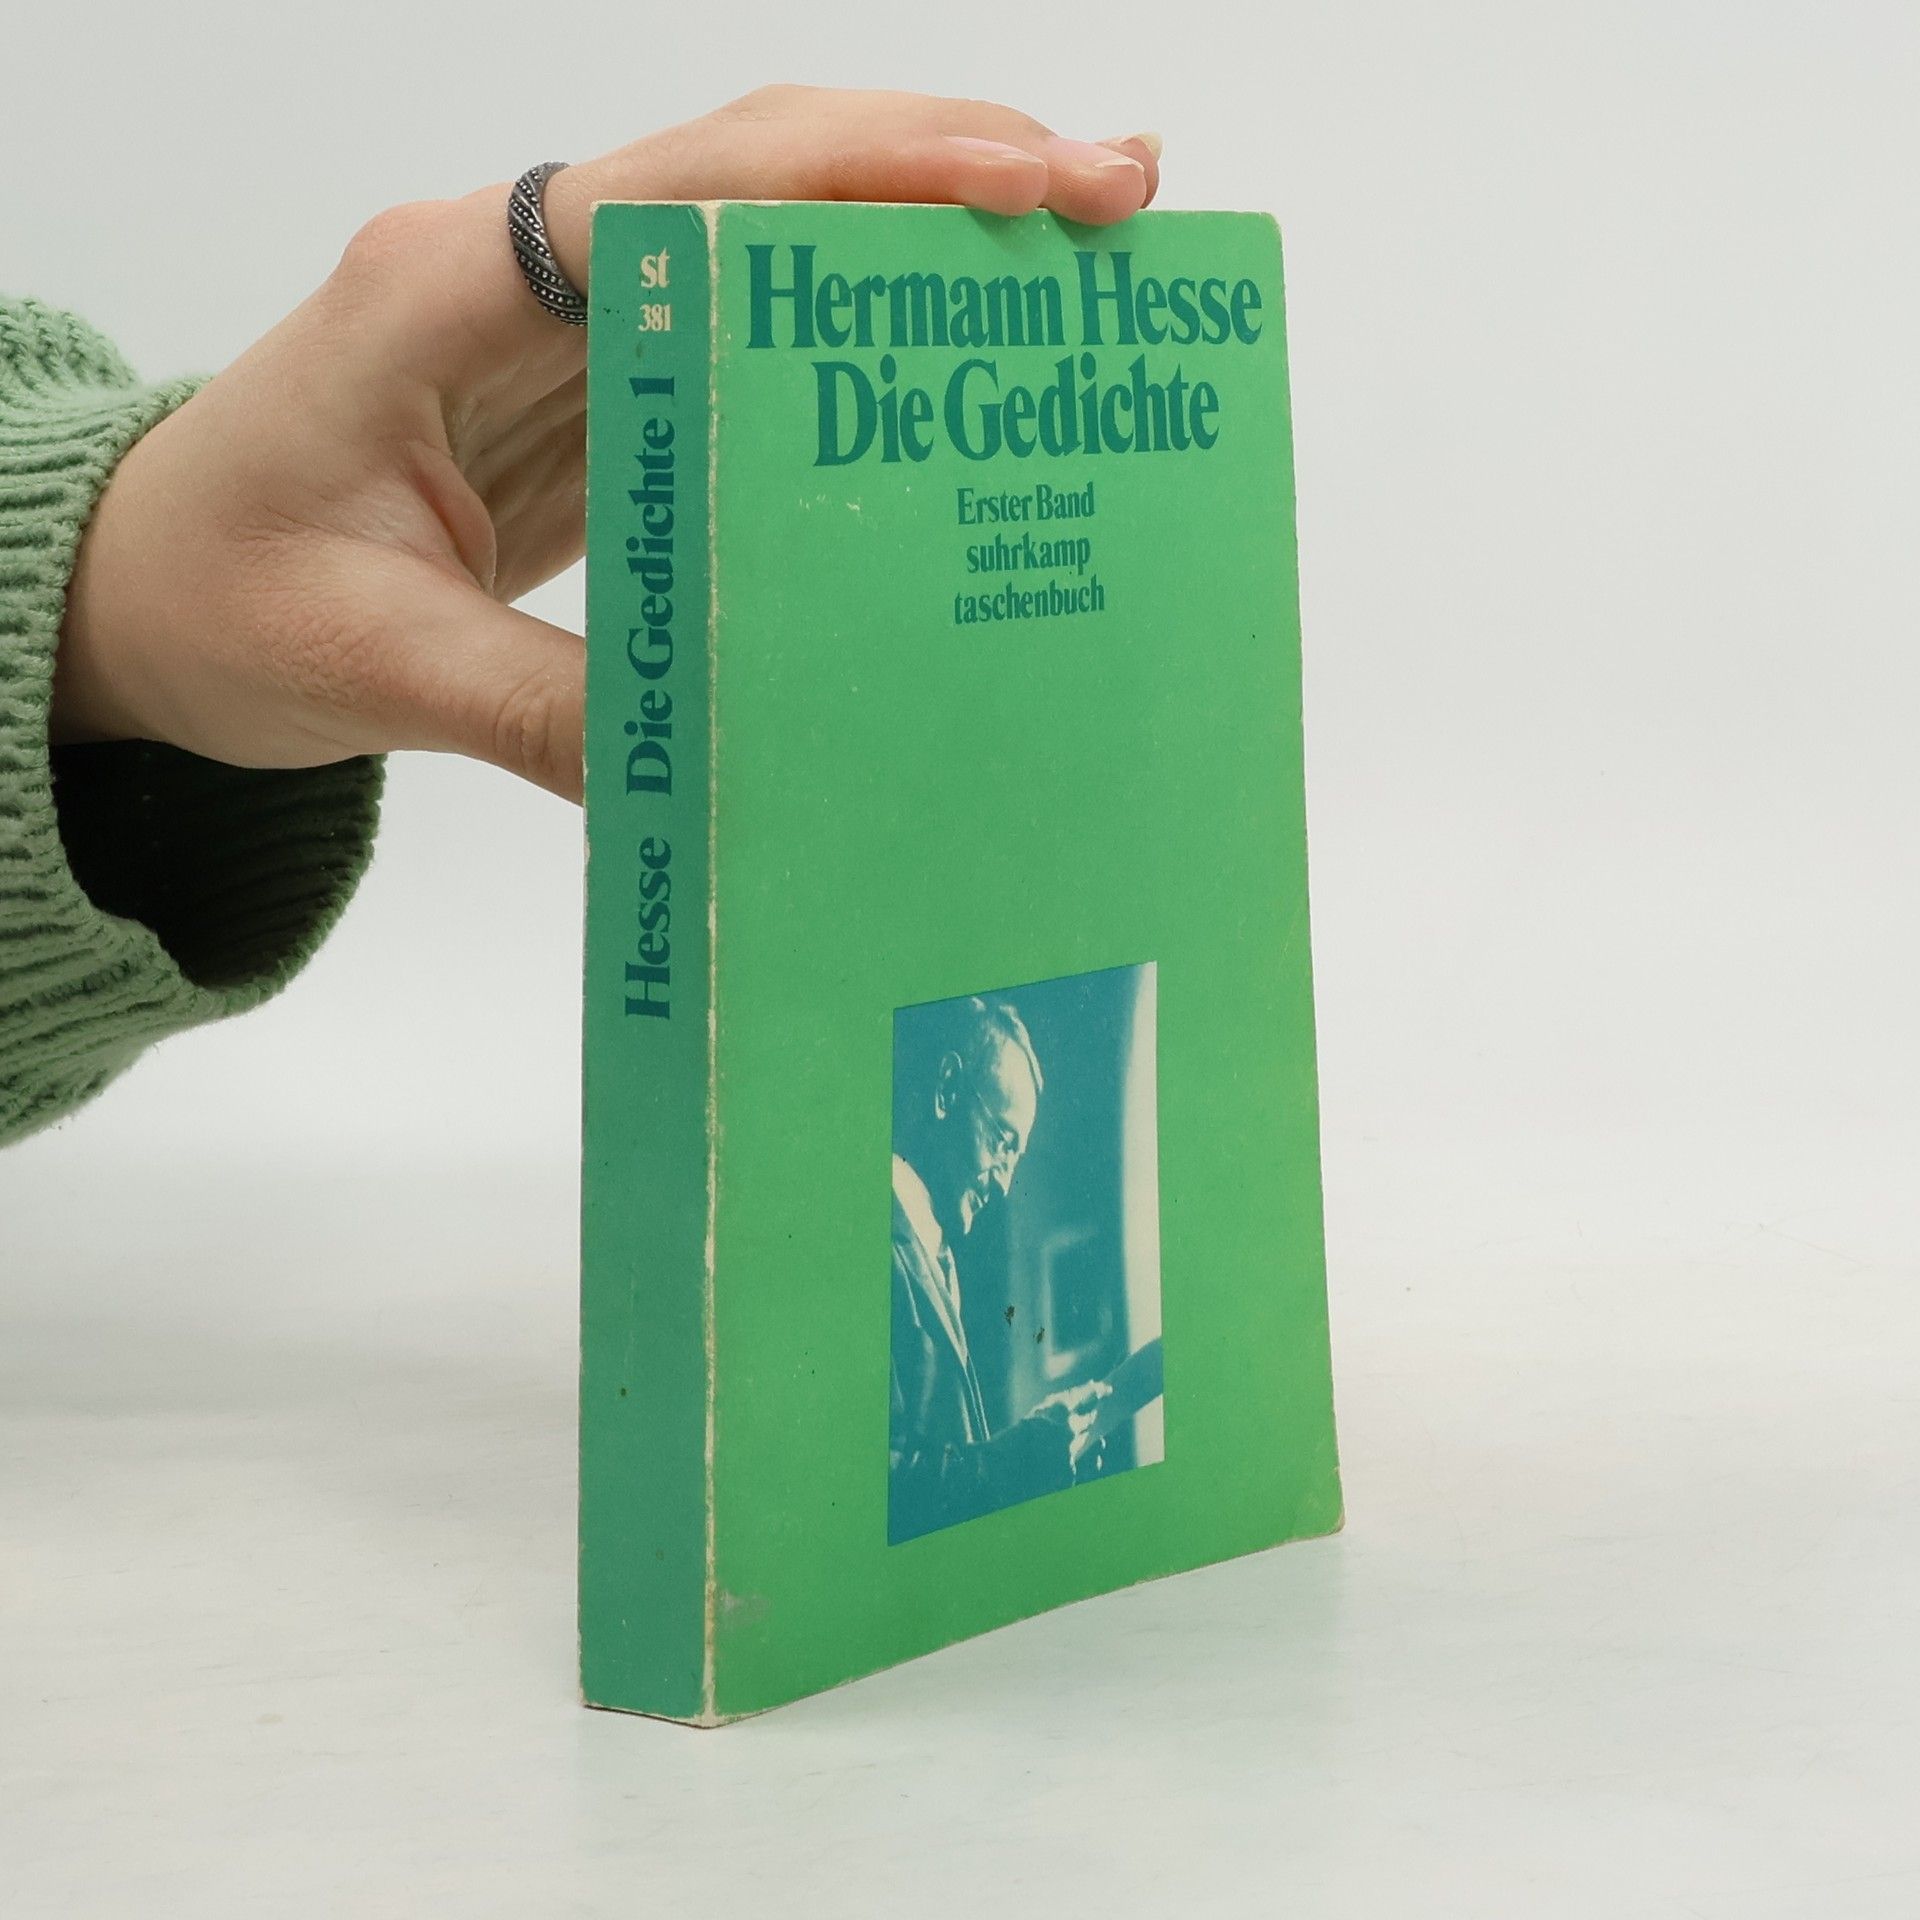 st
381
Hesse Die Gedichte 1
Hermann Hesse
Die Gedichte
Erster Band
suhrkamp
taschenbuch